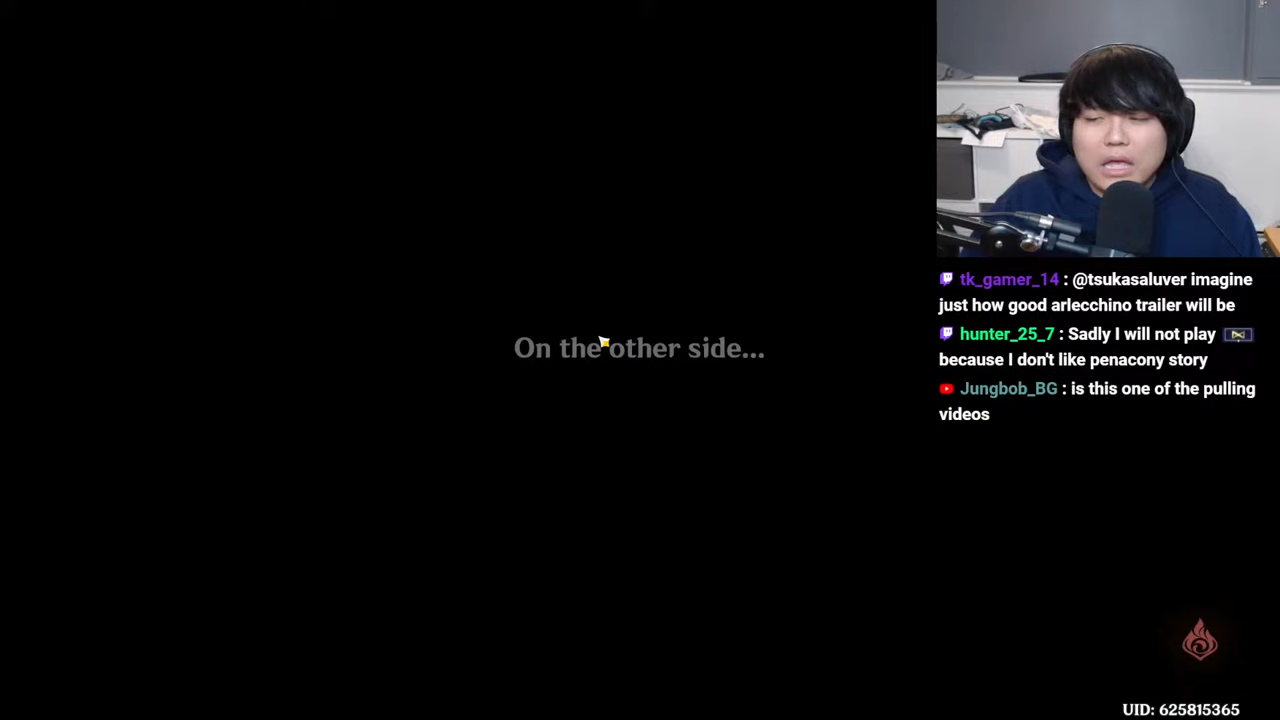 On the other side...
tk_gamer_14 : @tsukasaluver imagine
just how good arlecchino trailer will be
hunter_25_7 : Sadly I will not play
because I don't like penacony story
Jungbob_BG : is this one of the pulling
videos
UID: 625815365